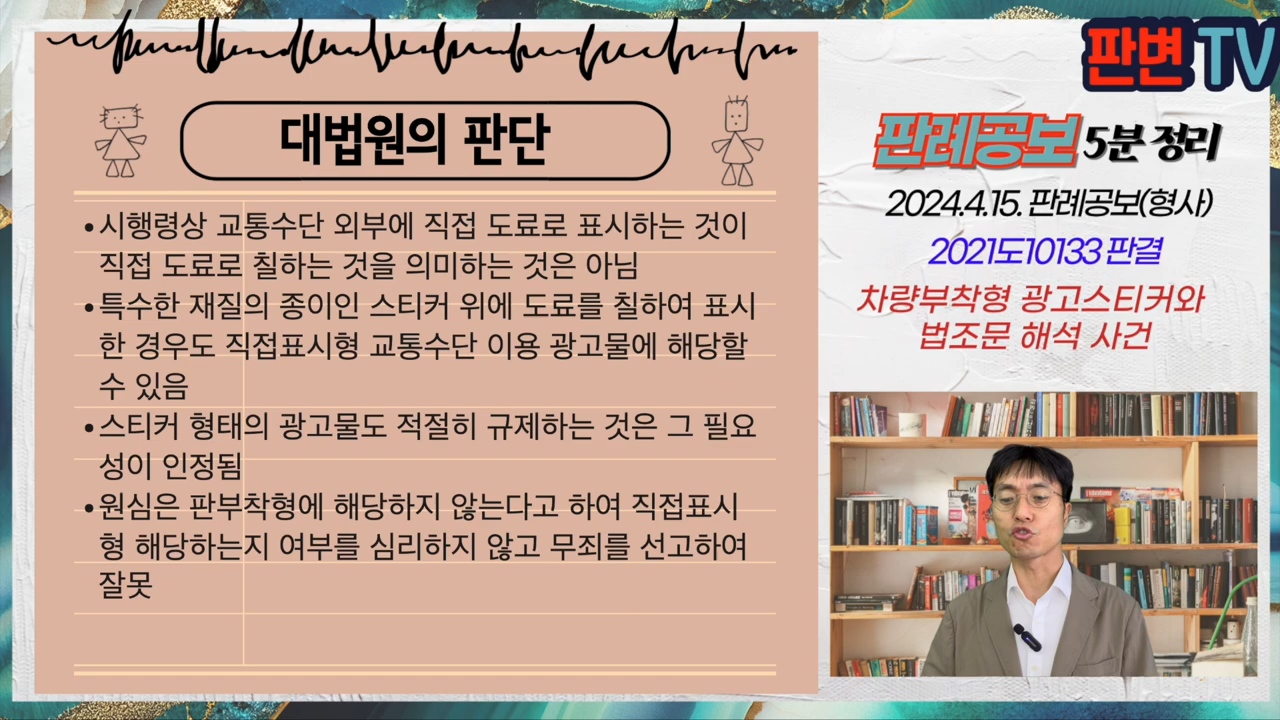 대법원의 판단
• 시행령상 교통수단 외부에 직접 도료로 표시하는 것이
직접 도료로 칠하는 것을 의미하는 것은 아님
• 특수한 재질의 종이인 스티커 위에 도료를 칠하여 표시
한 경우도 직접표시형 교통수단 이용 광고물에 해당할
수 있음
• 스티커 형태의 광고물도 적절히 규제하는 것은 그 필요
성이 인정됨
• 원심은 판부착형에 해당하지 않는다고 하여 직접표시
형 해당하는지 여부를 심리하지 않고 무죄를 선고하여
잘못
판변 TV
판례공보 5분 정리
2024.4.15. 판례공보(형사)
2021도10133 판결
차량부착형 광고스티커와
법조문 해석 사건